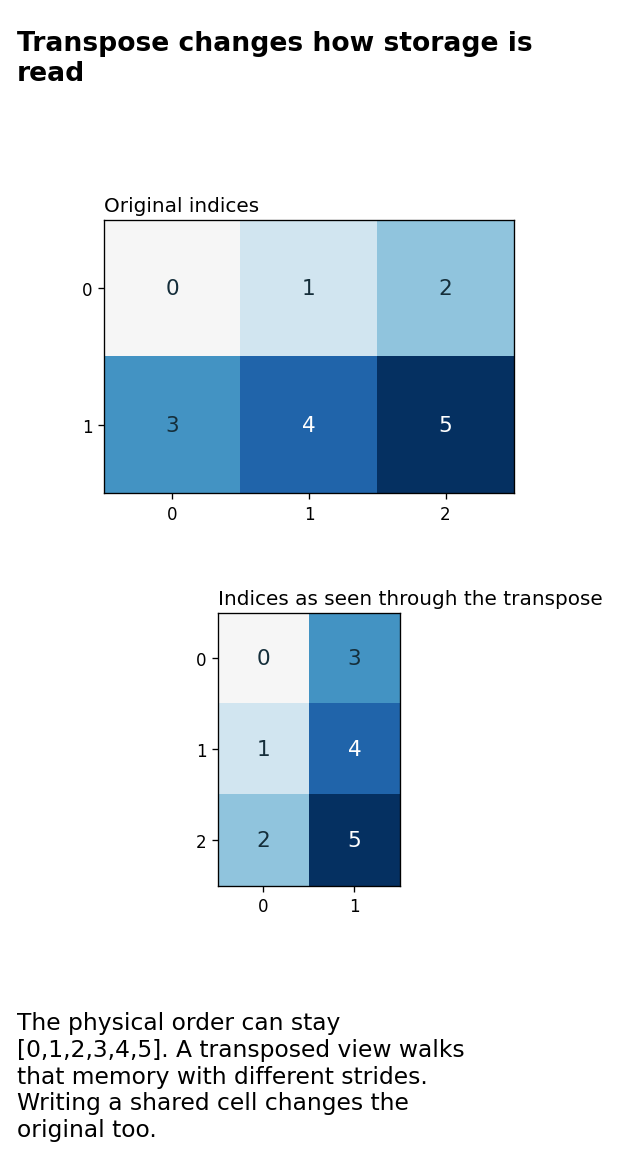 Transpose changes how storage is
read
Original indices
0 0 1 2
1 3 4 5
0 1 2
Indices as seen through the transpose
0 0 3
1 1 4
2 2 5
0 1
The physical order can stay
[0,1,2,3,4,5]. A transposed view walks
that memory with different strides.
Writing a shared cell changes the
original too.